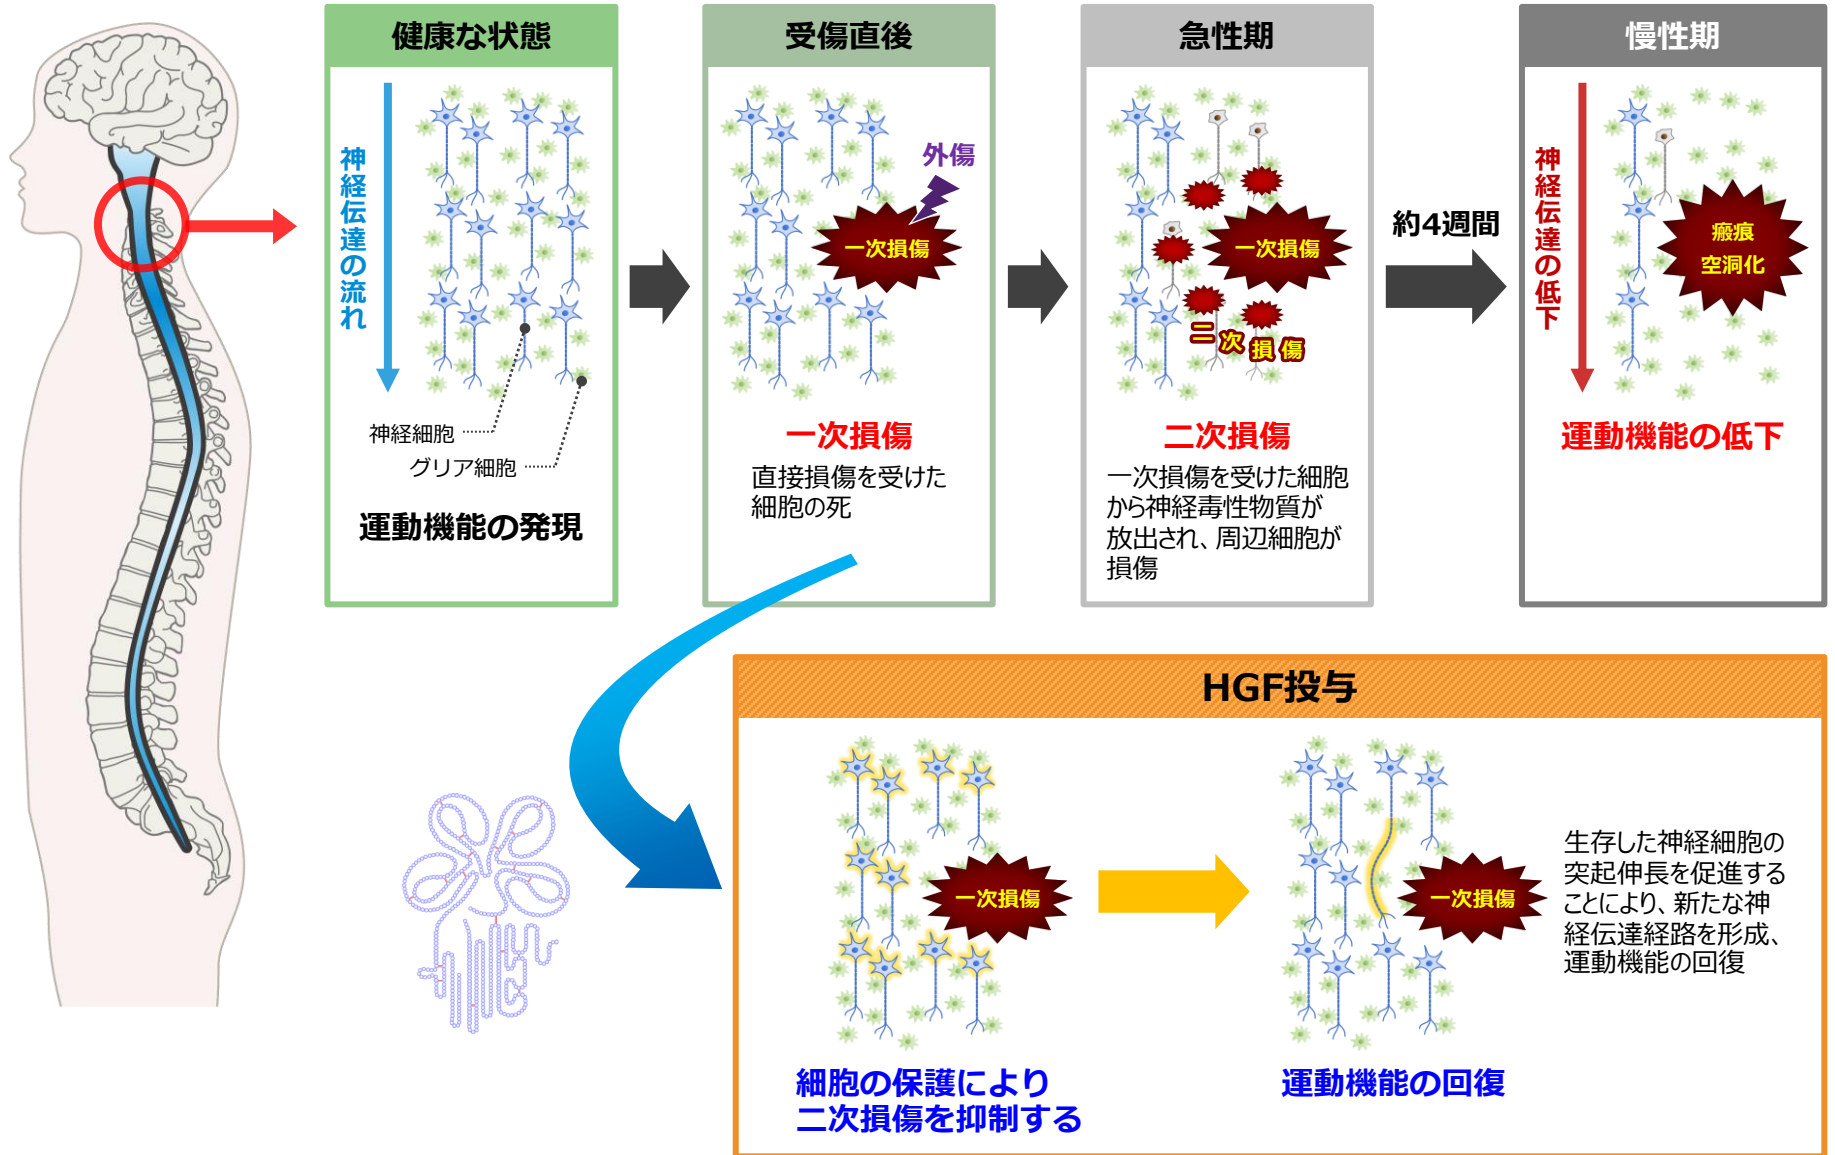 健康な状態
神経伝達の流れ
神経細胞
グリア細胞
運動機能の発現
受傷直後
外傷
一次損傷
一次損傷
直接損傷を受けた
細胞の死
急性期
一次損傷
二次損傷
二次損傷
一次損傷を受けた細胞
から神経毒性物質が
放出され、周辺細胞が
損傷
約4週間
慢性期
神経伝達の低下
瘢痕
空洞化
運動機能の低下
HGF投与
一次損傷
細胞の保護により
二次損傷を抑制する
一次損傷
運動機能の回復
生存した神経細胞の
突起伸長を促進する
ことにより、新たな神
経伝達経路を形成、
運動機能の回復